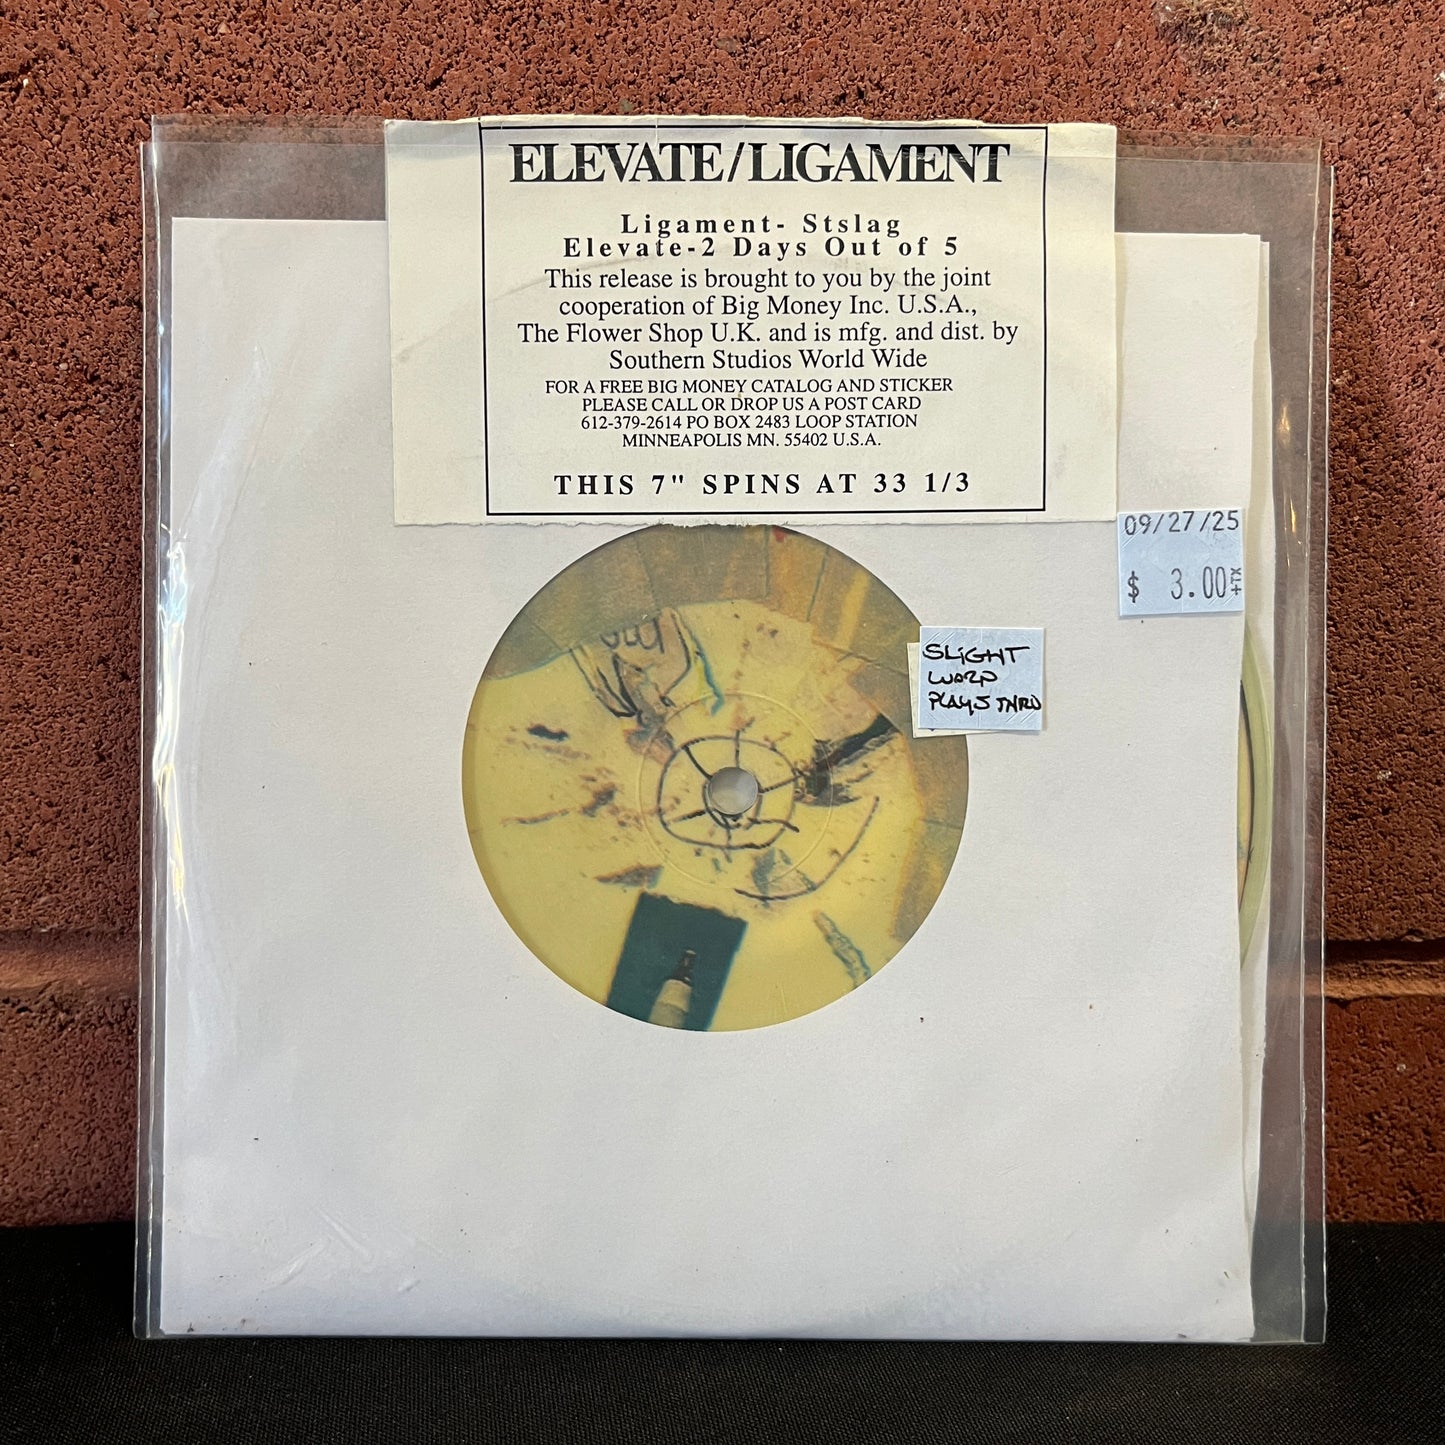 ELEVATE/LIGAMENT
Ligament- Stslag
Elevate-2 Days Out of 5
This release is brought to you by the joint
cooperation of Big Money Inc. U.S.A.,
The Flower Shop U.K. and is mfg. and dist. by
Southern Studios World Wide
FOR A FREE BIG MONEY CATALOG AND STICKER
PLEASE CALL OR DROP US A POST CARD
612-379-2614 PO BOX 2483 LOOP STATION
MINNEAPOLIS MN. 55402 U.S.A.
THIS 7" SPINS AT 33 1/3
09/27/25
$ 3.00 +TX
SLIGHT
WARP
PLAYS THRU